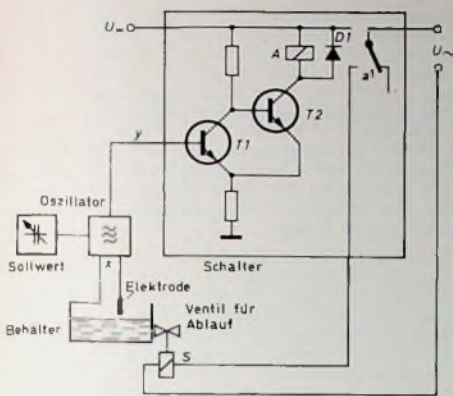 U= 
A
D1
U~
a¹
T2
T1
y
Oszillator
Schalter
x
Sollwert
Elektrode
Behälter
Ventil für
Ablauf
S